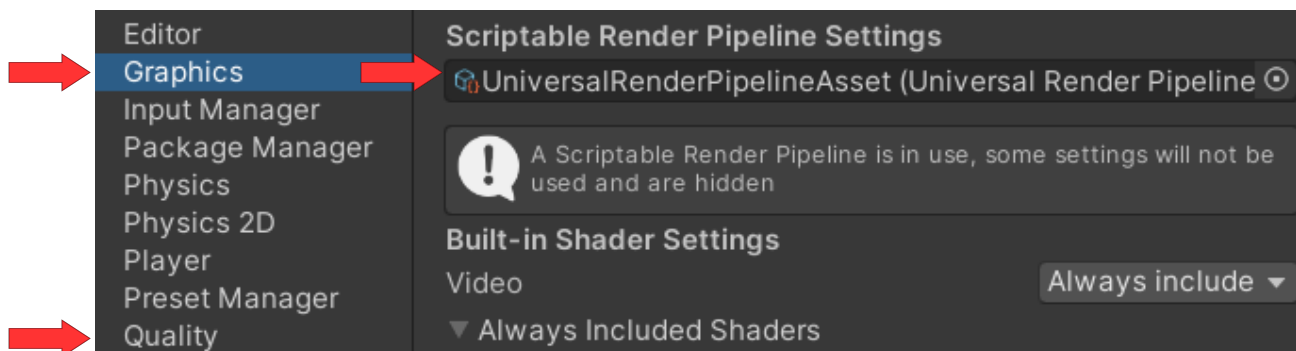 Editor
Graphics
Input Manager
Package Manager
Physics
Physics 2D
Player
Preset Manager
Quality
Scriptable Render Pipeline Settings
UniversalRenderPipelineAsset (Universal Render Pipeline
A Scriptable Render Pipeline is in use, some settings will not be
used and are hidden
Built-in Shader Settings
Video Always include
Always Included Shaders